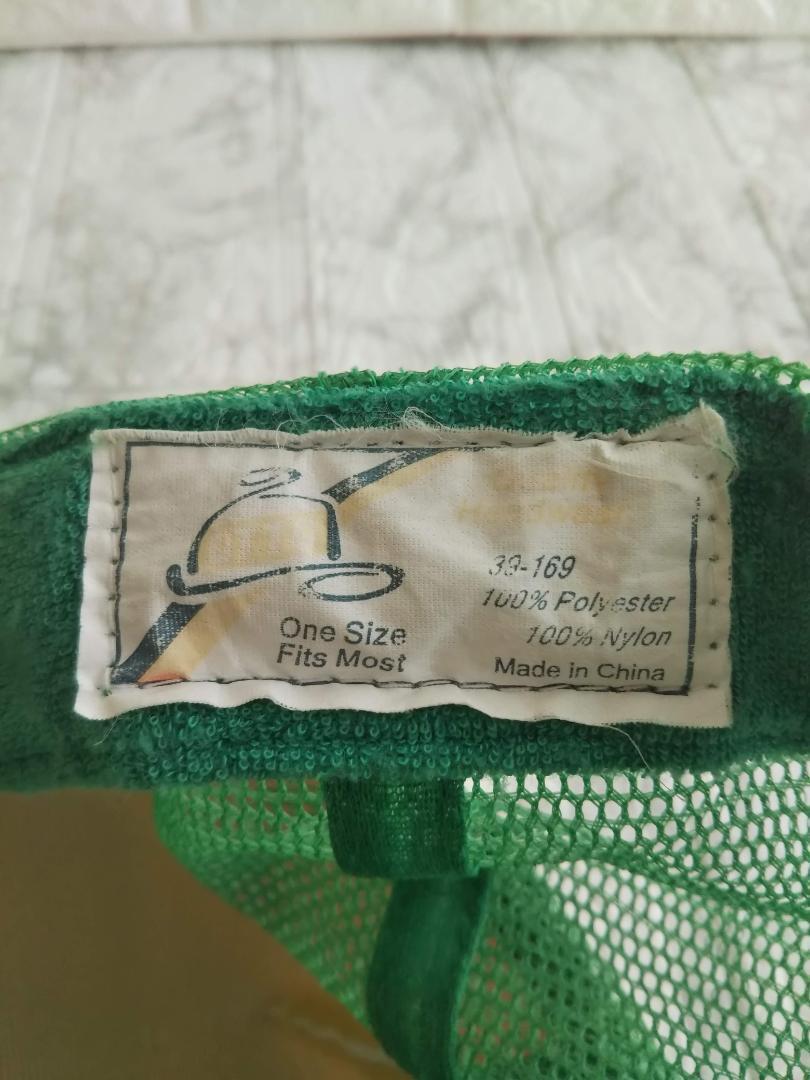 One Size
Fits Most
39-169
100% Polyester
100% Nylon
Made in China